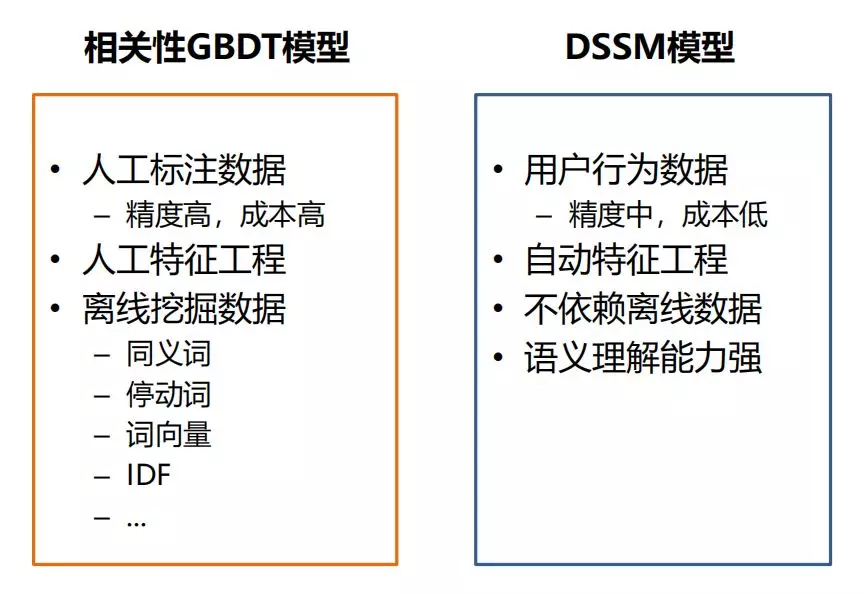 相关性GBDT模型
• 人工标注数据
– 精度高，成本高
• 人工特征工程
• 离线挖掘数据
– 同义词
– 停动词
– 词向量
– IDF
– ...
DSSM模型
• 用户行为数据
– 精度中，成本低
• 自动特征工程
• 不依赖离线数据
• 语义理解能力强